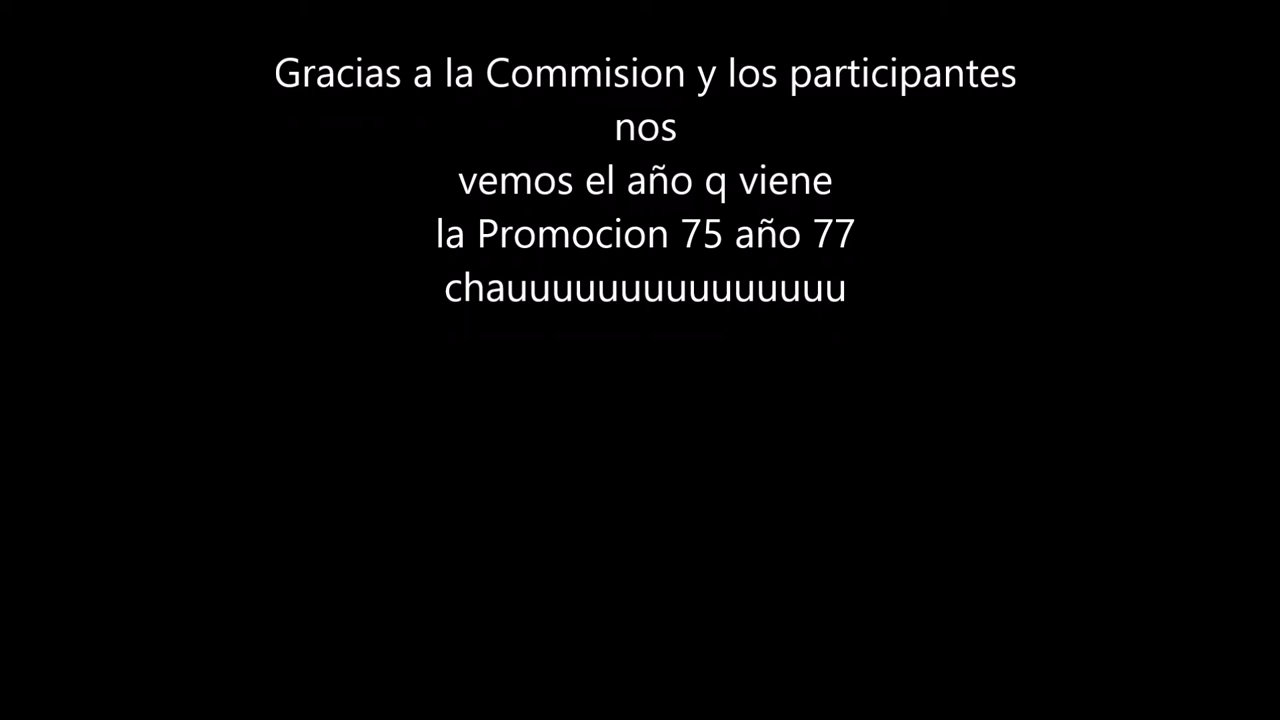 Gracias a la Commision y los participantes
nos
vemos el año q viene
la Promocion 75 año 77
chauuuuuuuuuuuuuuu